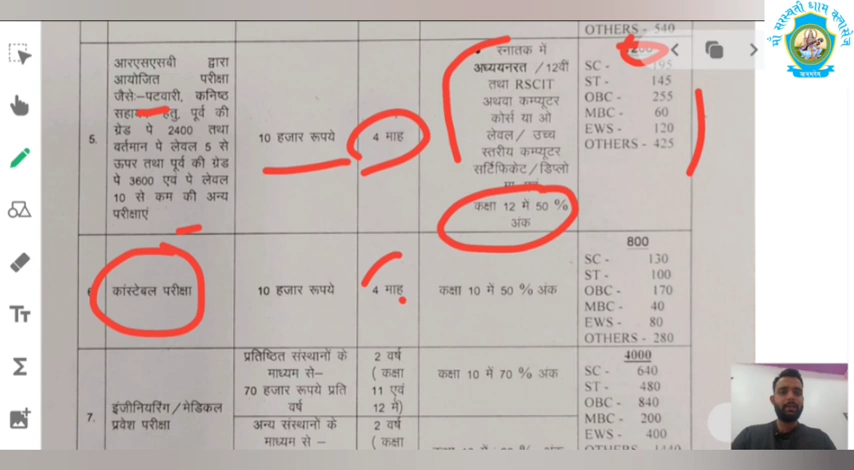 OTHERS - 540
5.
आरएसएसबी द्वारा
आयोजित परीक्षा
जैसेः–पटवारी, कनिष्ठ
सहायक हेतु, पूर्व की
ग्रेड पे 2400 तथा
वर्तमान पे लेवल 5 से
ऊपर तथा पूर्व की ग्रेड
पे 3600 एवं पे लेवल
10 से कम की अन्य
परीक्षाएं
10 हजार रूपये
4 माह
स्नातक में
अध्ययनरत /12वीं
तथा RSCIT
अथवा कम्प्यूटर
कोर्स या ओ
लेवल/ उच्च
स्तरीय कम्प्यूटर
सर्टिफिकेट/डिप्लो
कक्षा 12 में 50 %
अंक
1200
SC - 195
ST - 145
OBC - 255
MBC - 60
EWS - 120
OTHERS - 425
कांस्टेबल परीक्षा
10 हजार रूपये
4 माह
कक्षा 10 में 50 % अंक
800
SC - 130
ST - 100
OBC - 170
MBC - 40
EWS - 80
OTHERS - 280
7.
इंजीनियरिंग/मेडिकल
प्रवेश परीक्षा
प्रतिष्ठित संस्थानों के
माध्यम से–
70 हजार रूपये प्रति
वर्ष
2 वर्ष
( कक्षा
11 एवं
12 में)
कक्षा 10 में 70 % अंक
4000
SC - 640
ST - 480
OBC - 840
MBC - 200
EWS - 400
अन्य संस्थानों के
माध्यम से –
2 वर्ष
( कक्षा
माँ सरस्वती धाम क्लासेज
Tт
Σ